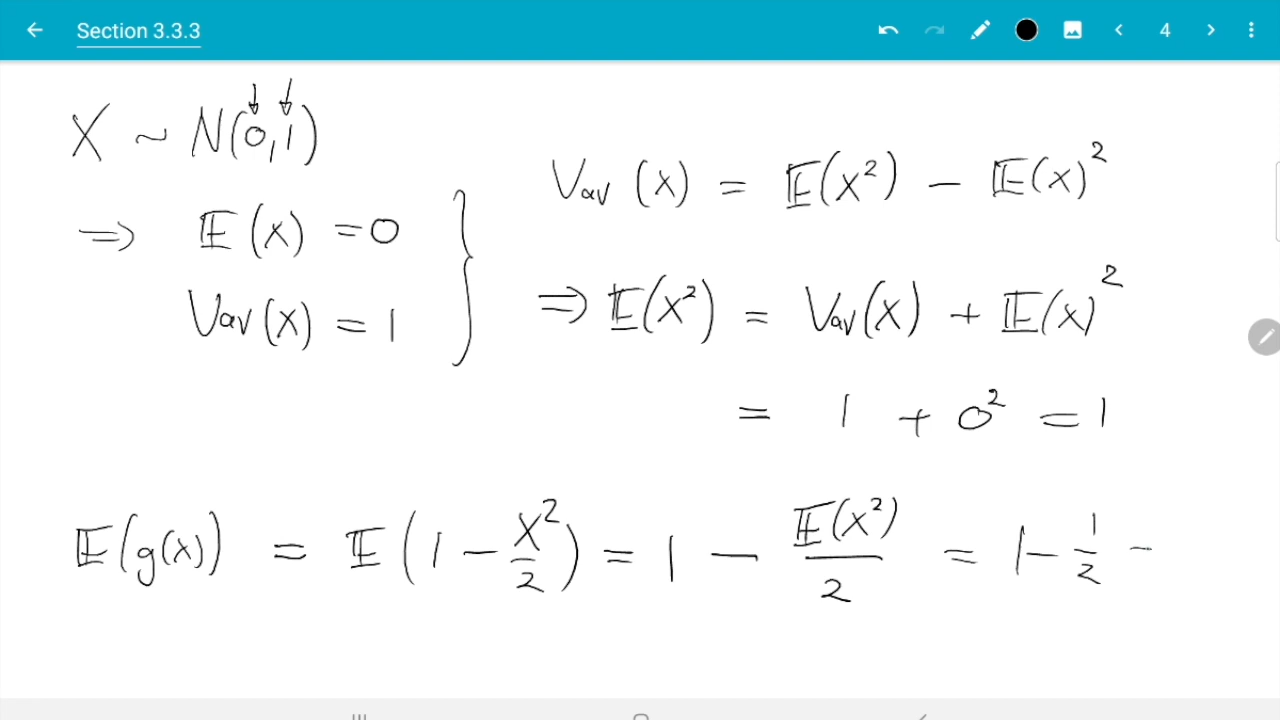 Section 3.3.3
4
X ~ N(0,1)
⇒ 𝔼(X) = 0
Var(X) = 1
Var(X) = 𝔼(X²) − 𝔼(X)²
⇒ 𝔼(X²) = Var(X) + 𝔼(X)²
= 1 + 0² = 1
𝔼(g(X)) = 𝔼(1 − X²/2) = 1 − 𝔼(X²)/2 = 1 − 1/2 −